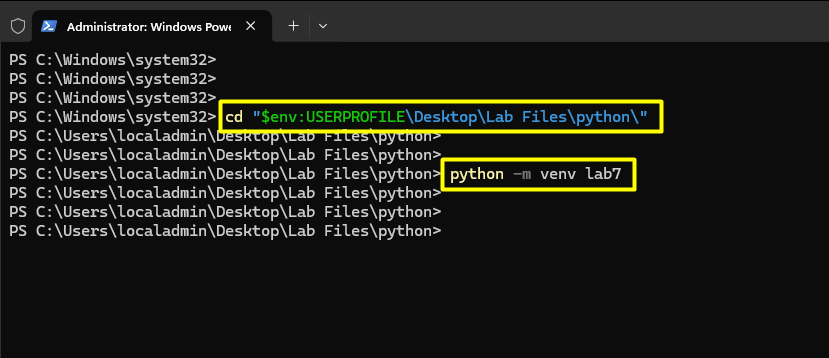 Administrator: Windows Powe
PS C:\Windows\system32>
PS C:\Windows\system32>
PS C:\Windows\system32>
PS C:\Windows\system32> cd "$env:USERPROFILE\Desktop\Lab Files\python\"
PS C:\Users\localadmin\Desktop\Lab Files\python>
PS C:\Users\localadmin\Desktop\Lab Files\python>
PS C:\Users\localadmin\Desktop\Lab Files\python> python -m venv lab7
PS C:\Users\localadmin\Desktop\Lab Files\python>
PS C:\Users\localadmin\Desktop\Lab Files\python>
PS C:\Users\localadmin\Desktop\Lab Files\python>